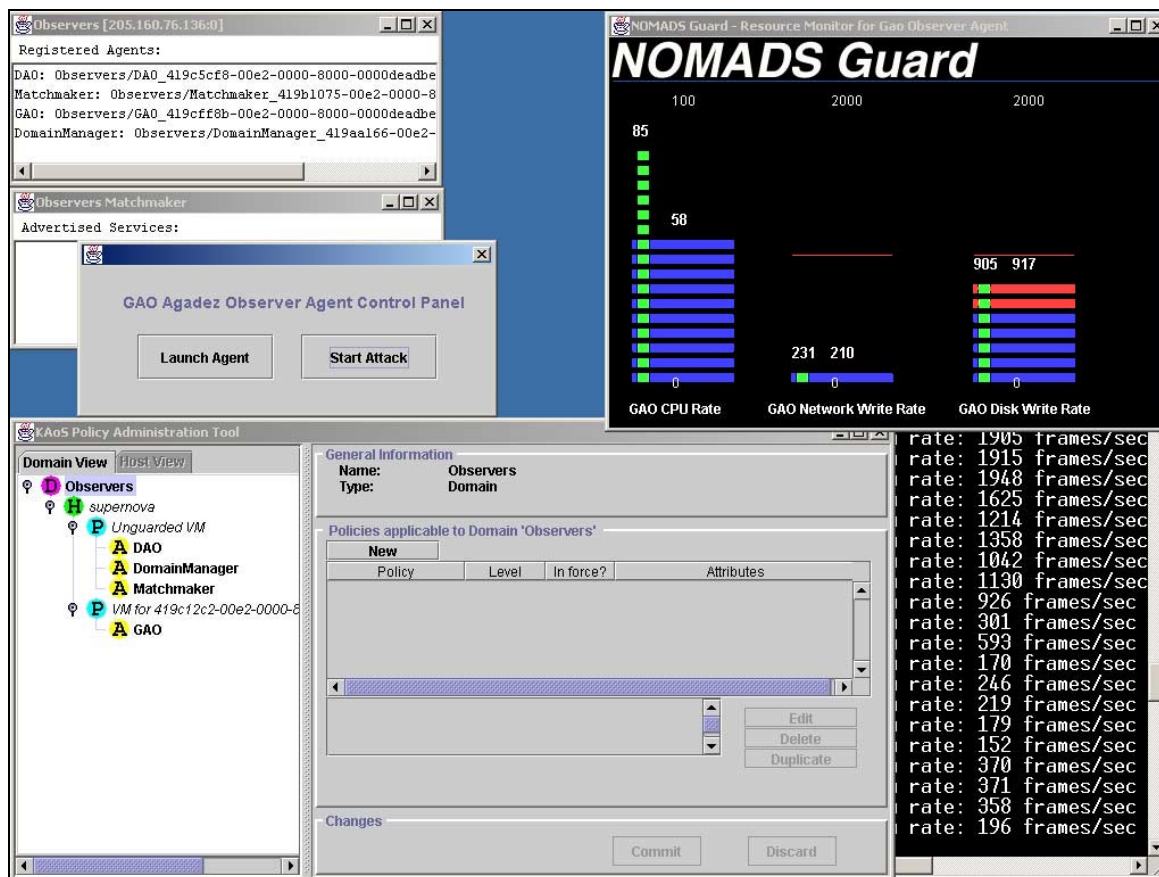 Observers [205.160.76.136:0]
Registered Agents:
DAO: Observers/DAO_419c5cf8-00e2-0000-8000-0000deadbe
Matchmaker: Observers/Matchmaker_419b1075-00e2-0000-8
GAO: Observers/GAO_419cff8b-00e2-0000-8000-0000deadbe
DomainManager: Observers/DomainManager_419aa166-00e2-
Observers Matchmaker
Advertised Services:
GAO Agadez Observer Agent Control Panel
Launch Agent
Start Attack
NOMADS Guard - Resource Monitor for Gao Observer Agent
NOMADS Guard
100 2000 2000
85
58
905 917
231 210
0 0 0
GAO CPU Rate GAO Network Write Rate GAO Disk Write Rate
KAoS Policy Administration Tool
Domain View Host View
D Observers
H supernova
P Unguarded VM
A DAO
A DomainManager
A Matchmaker
P VM for 419c12c2-00e2-0000-8
A GAO
General Information
Name: Observers
Type: Domain
Policies applicable to Domain 'Observers'
New
Policy Level In force? Attributes
Edit
Delete
Duplicate
Changes
Commit Discard
rate: 1905 frames/sec
rate: 1915 frames/sec
rate: 1948 frames/sec
rate: 1625 frames/sec
rate: 1214 frames/sec
rate: 1358 frames/sec
rate: 1042 frames/sec
rate: 1130 frames/sec
rate: 926 frames/sec
rate: 301 frames/sec
rate: 593 frames/sec
rate: 170 frames/sec
rate: 246 frames/sec
rate: 219 frames/sec
rate: 179 frames/sec
rate: 152 frames/sec
rate: 370 frames/sec
rate: 371 frames/sec
rate: 358 frames/sec
rate: 196 frames/sec